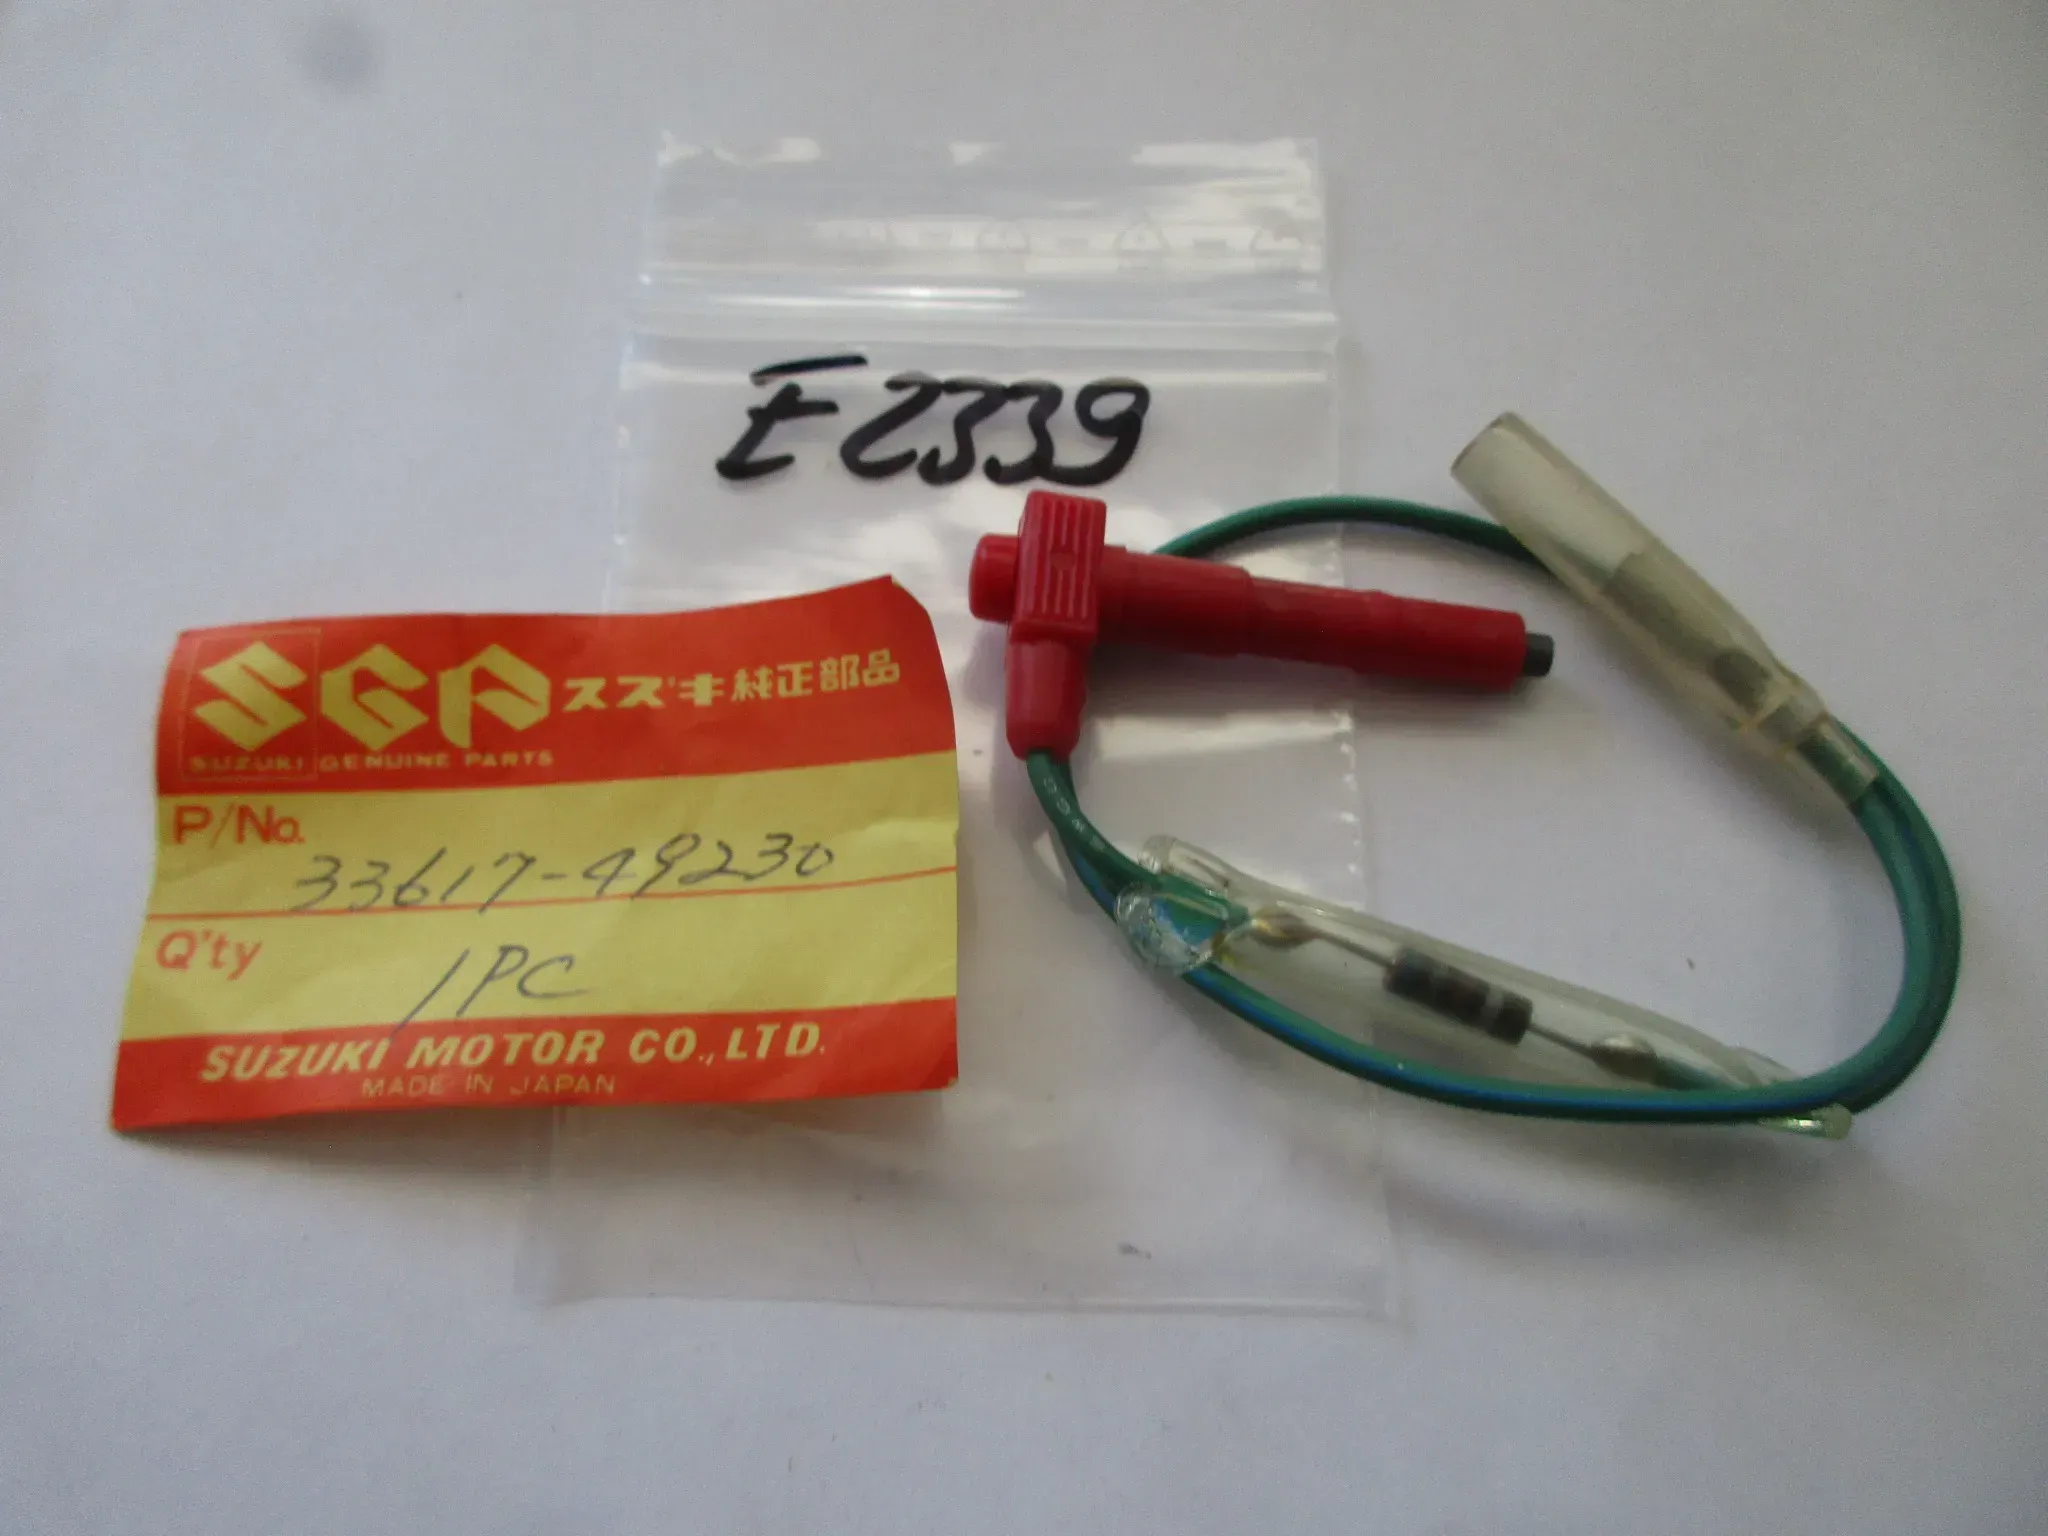 E2339
SGP スズキ純正部品
SUZUKI GENUINE PARTS
P/No.
33617-49230
Q'ty
1PC
SUZUKI MOTOR CO., LTD.
MADE IN JAPAN